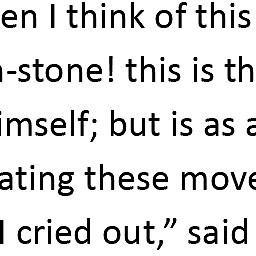 en I think of this
-stone! this is th
imself; but is as a
ating these move
I cried out,” said